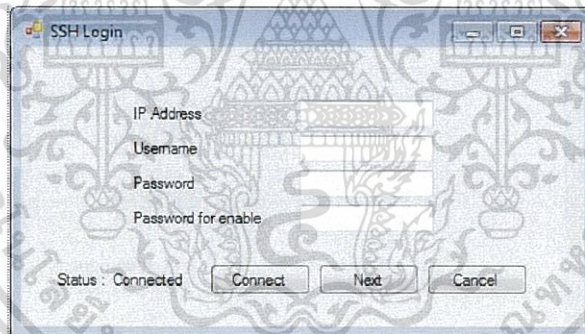 SSH Login
IP Address
Username
Password
Password for enable
Status : Connected Connect Next Cancel